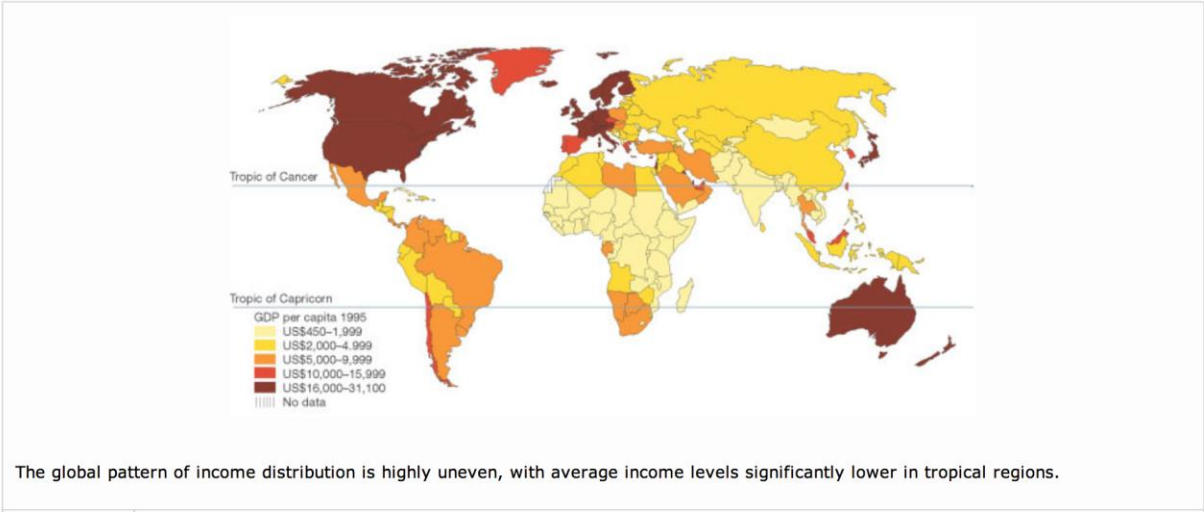 Tropic of Cancer
Tropic of Capricorn
GDP per capita 1995
US$450–1,999
US$2,000–4.999
US$5,000–9,999
US$10,000–15,999
US$16,000–31,100
No data
The global pattern of income distribution is highly uneven, with average income levels significantly lower in tropical regions.